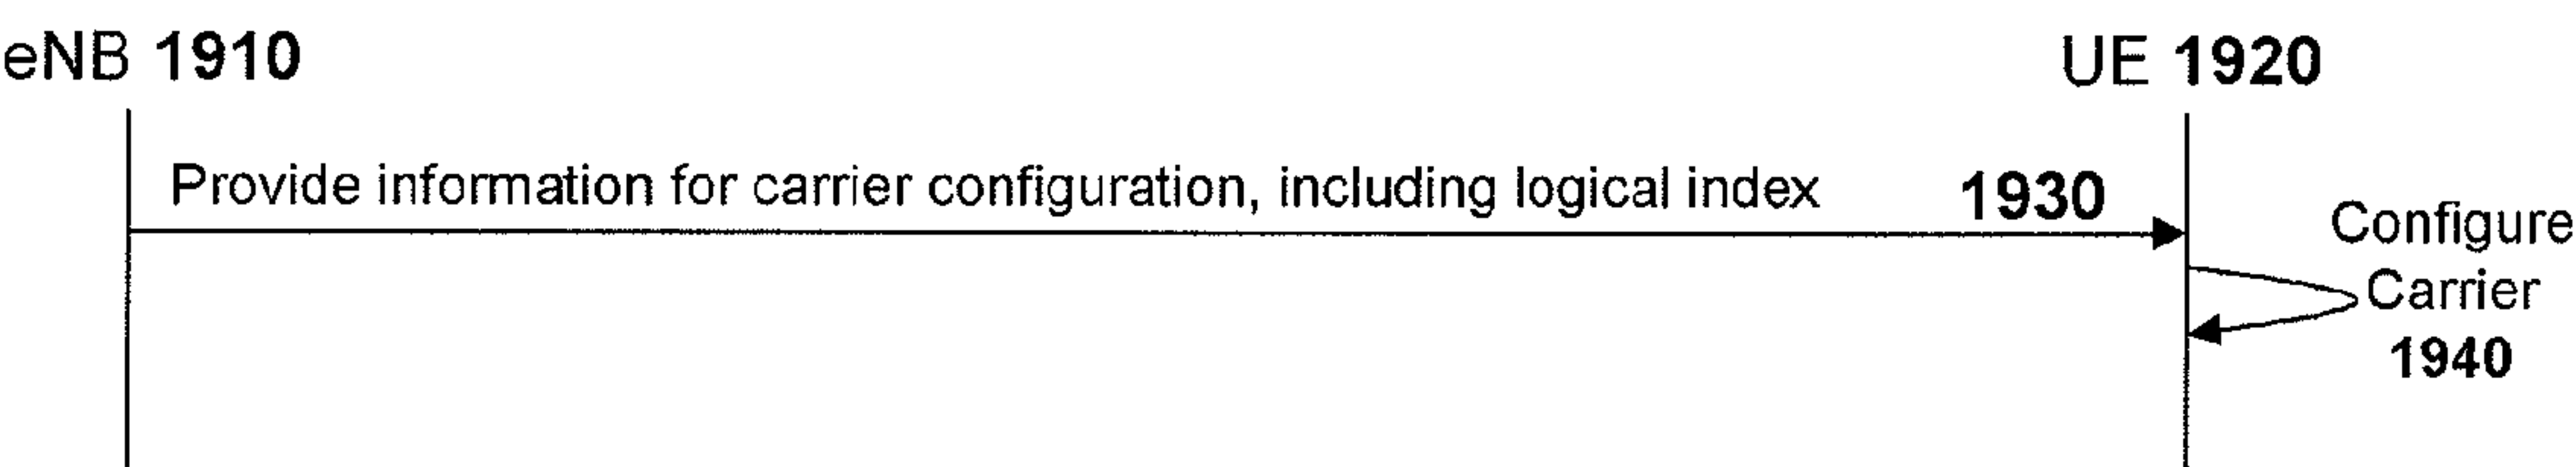 eNB 1910
UE 1920
Provide information for carrier configuration, including logical index 1930
Configure
Carrier
1940